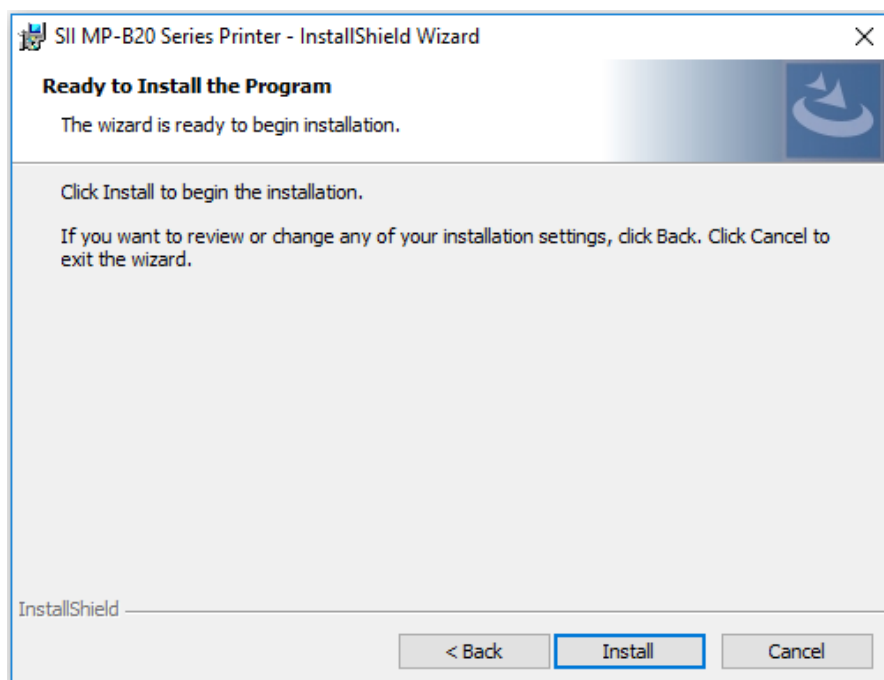 SII MP-B20 Series Printer - InstallShield Wizard
Ready to Install the Program
The wizard is ready to begin installation.
Click Install to begin the installation.
If you want to review or change any of your installation settings, click Back. Click Cancel to
exit the wizard.
InstallShield
< Back
Install
Cancel